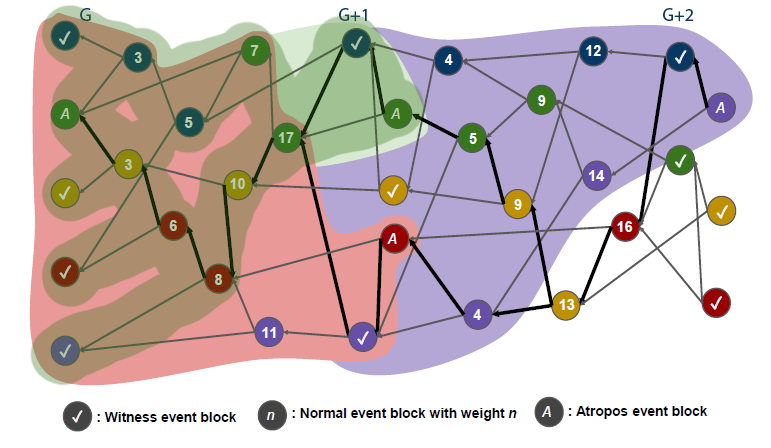 G G+1 G+2
✓ 3 7 ✓ 4 12 ✓
A 5 17 A 5 9 A
3 10 ✓ 9 14 ✓
✓ 6 A 16 ✓
✓ 8 4 13 ✓
✓ 11 ✓
✓ : Witness event block n : Normal event block with weight n A : Atropos event block